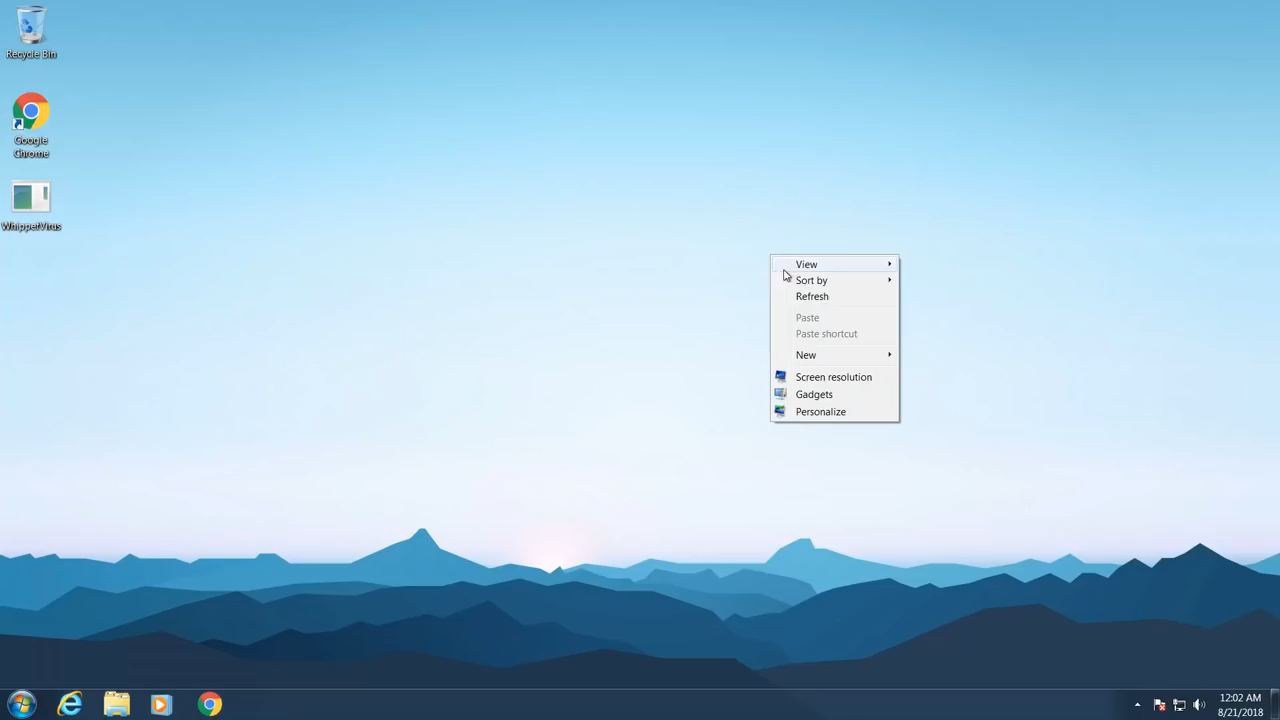 Recycle Bin
Google
Chrome
WhippetVirus
View
Sort by
Refresh
Paste
Paste shortcut
New
Screen resolution
Gadgets
Personalize
12:02 AM
8/21/2018